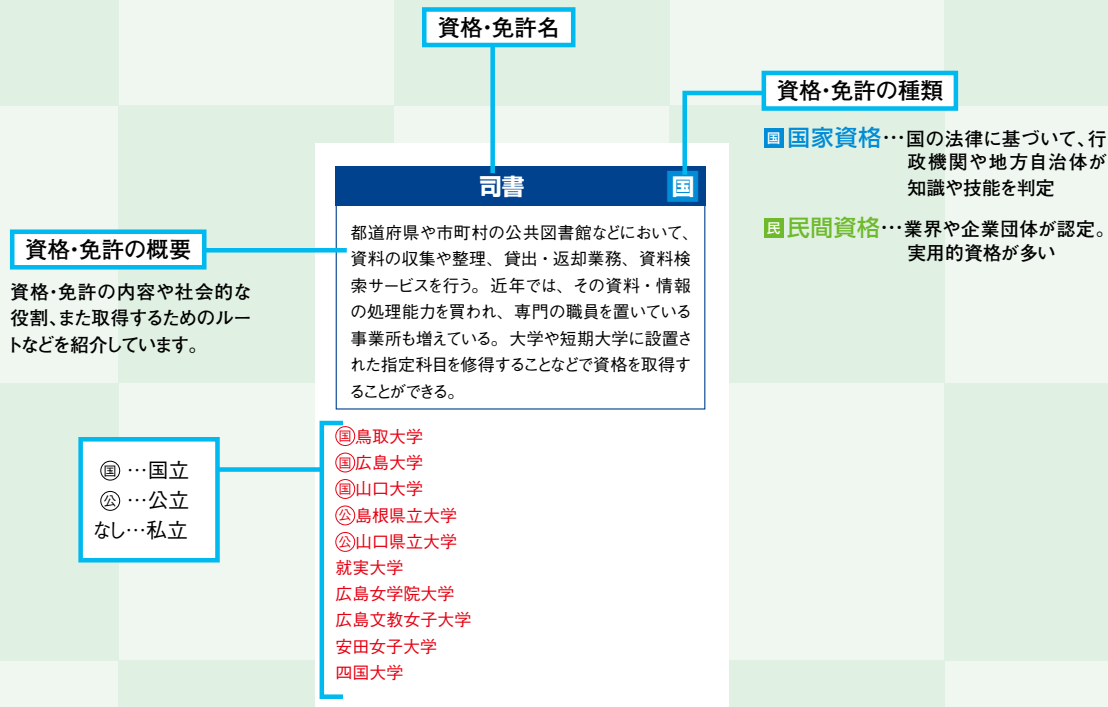 資格・免許名
資格・免許の種類
国 国家資格…国の法律に基づいて、行
政機関や地方自治体が
知識や技能を判定
民 民間資格…業界や企業団体が認定。
実用的資格が多い
司書 国
都道府県や市町村の公共図書館などにおいて、
資料の収集や整理、貸出・返却業務、資料検
索サービスを行う。近年では、その資料・情報
の処理能力を買われ、専門の職員を置いている
事業所も増えている。大学や短期大学に設置さ
れた指定科目を修得することなどで資格を取得す
ることができる。
資格・免許の概要
資格・免許の内容や社会的な
役割、また取得するためのルー
トなどを紹介しています。
㊩…国立
㊂…公立
なし…私立
国鳥取大学
国広島大学
国山口大学
公島根県立大学
公山口県立大学
就実大学
広島女学院大学
広島文教女子大学
安田女子大学
四国大学